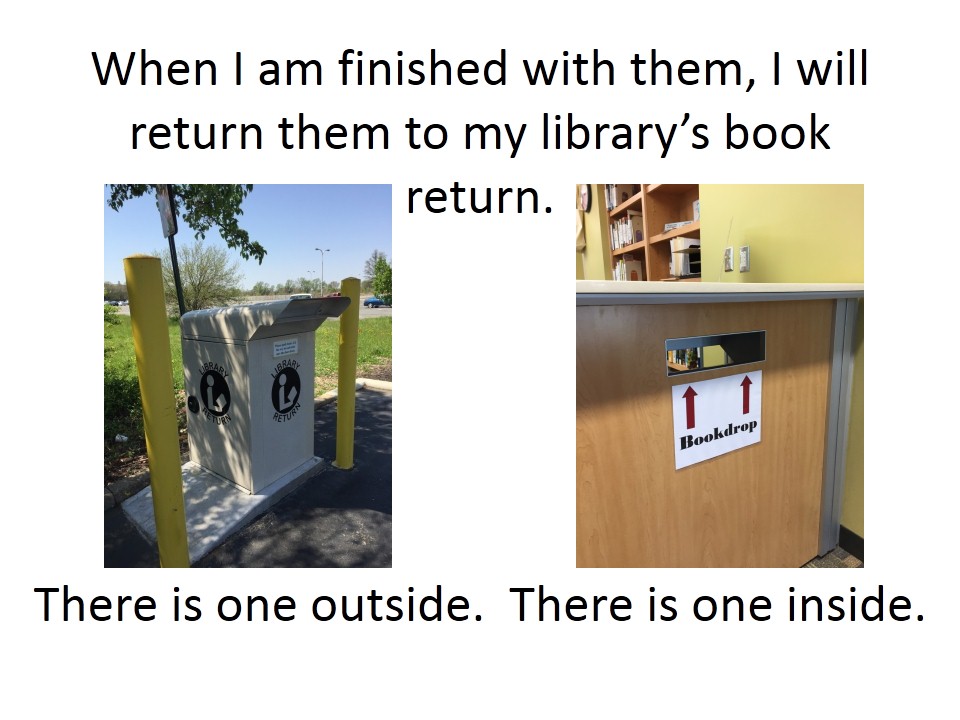 When I am finished with them, I will
return them to my library's book
return.
LIBRARY
RETURN
LIBRARY
RETURN
Bookdrop
There is one outside. There is one inside.